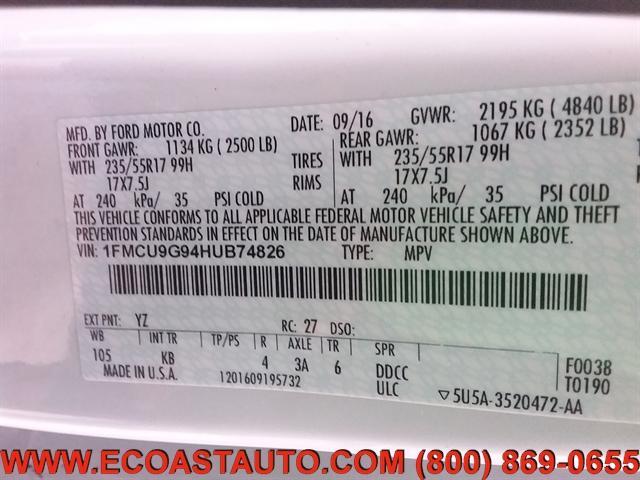 MFD. BY FORD MOTOR CO. DATE: 09/16 GVWR: 2195 KG ( 4840 LB)
FRONT GAWR: 1134 KG ( 2500 LB) REAR GAWR: 1067 KG ( 2352 LB)
WITH 235/55R17 99H TIRES WITH 235/55R17 99H
17X7.5J RIMS 17X7.5J
AT 240 kPa/ 35 PSI COLD AT 240 kPa/ 35 PSI COLD
THIS VEHICLE CONFORMS TO ALL APPLICABLE FEDERAL MOTOR VEHICLE SAFETY AND THEFT
PREVENTION STANDARDS IN EFFECT ON THE DATE OF MANUFACTURE SHOWN ABOVE.
VIN: 1FMCU9G94HUB74826 TYPE: MPV
EXT PNT: YZ RC: 27 DSO:
WB INT TR TP/PS R AXLE TR SPR
105 KB 4 3A 6 DDCC F0038
MADE IN U.S.A. 1201609195732 ULC T0190
▽5U5A-3520472-AA
WWW.ECOASTAUTO.COM (800) 869-0655